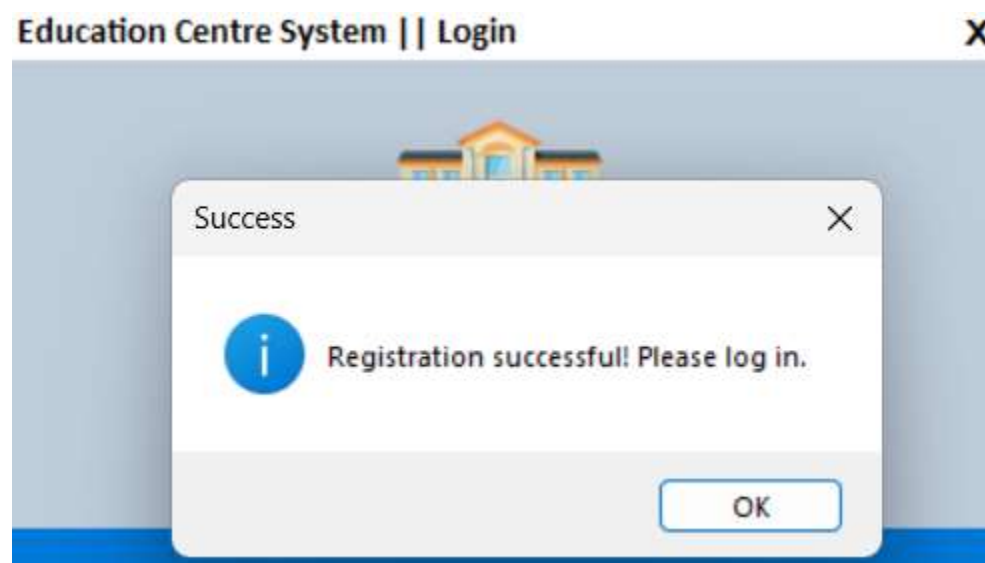 Education Centre System || Login
X
Success
Registration successful! Please log in.
OK